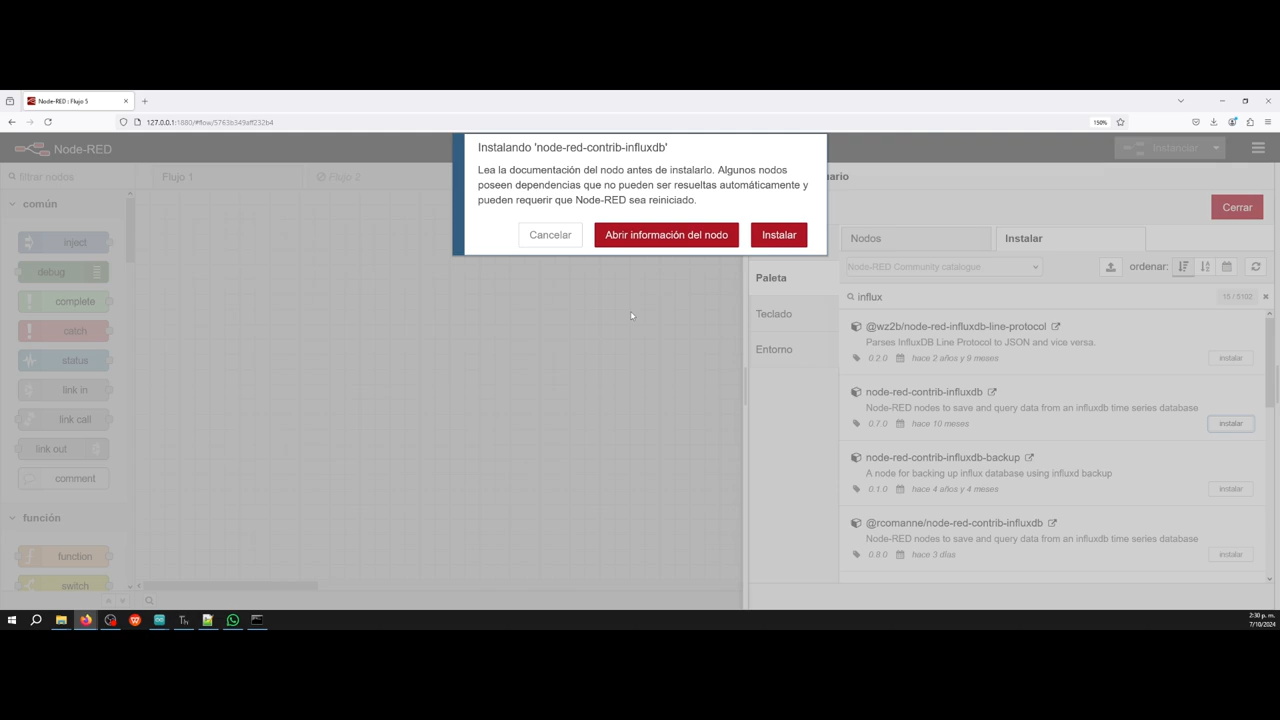 Node-RED : Flujo 5
127.0.0.1:1880/#flow/5763b349aff232b4
150%
Node-RED
Instanciar
Instalando 'node-red-contrib-influxdb'
Lea la documentación del nodo antes de instalarlo. Algunos nodos
poseen dependencias que no pueden ser resueltas automáticamente y
pueden requerir que Node-RED sea reiniciado.
Cancelar
Abrir información del nodo
Instalar
filtrar nodos
Flujo 1
Flujo 2
uario
Cerrar
común
inject
debug
complete
catch
status
link in
link call
link out
comment
función
function
switch
Paleta
Teclado
Entorno
Nodos
Instalar
Node-RED Community catalogue
ordenar:
influx
15 / 5102
@wz2b/node-red-influxdb-line-protocol
Parses InfluxDB Line Protocol to JSON and vice versa.
0.2.0 hace 2 años y 9 meses
instalar
node-red-contrib-influxdb
Node-RED nodes to save and query data from an influxdb time series database
0.7.0 hace 10 meses
instalar
node-red-contrib-influxdb-backup
A node for backing up influx database using influxd backup
0.1.0 hace 4 años y 4 meses
instalar
@rcomanne/node-red-contrib-influxdb
Node-RED nodes to save and query data from an influxdb time series database
0.8.0 hace 3 días
instalar
2:30 p. m.
7/10/2024